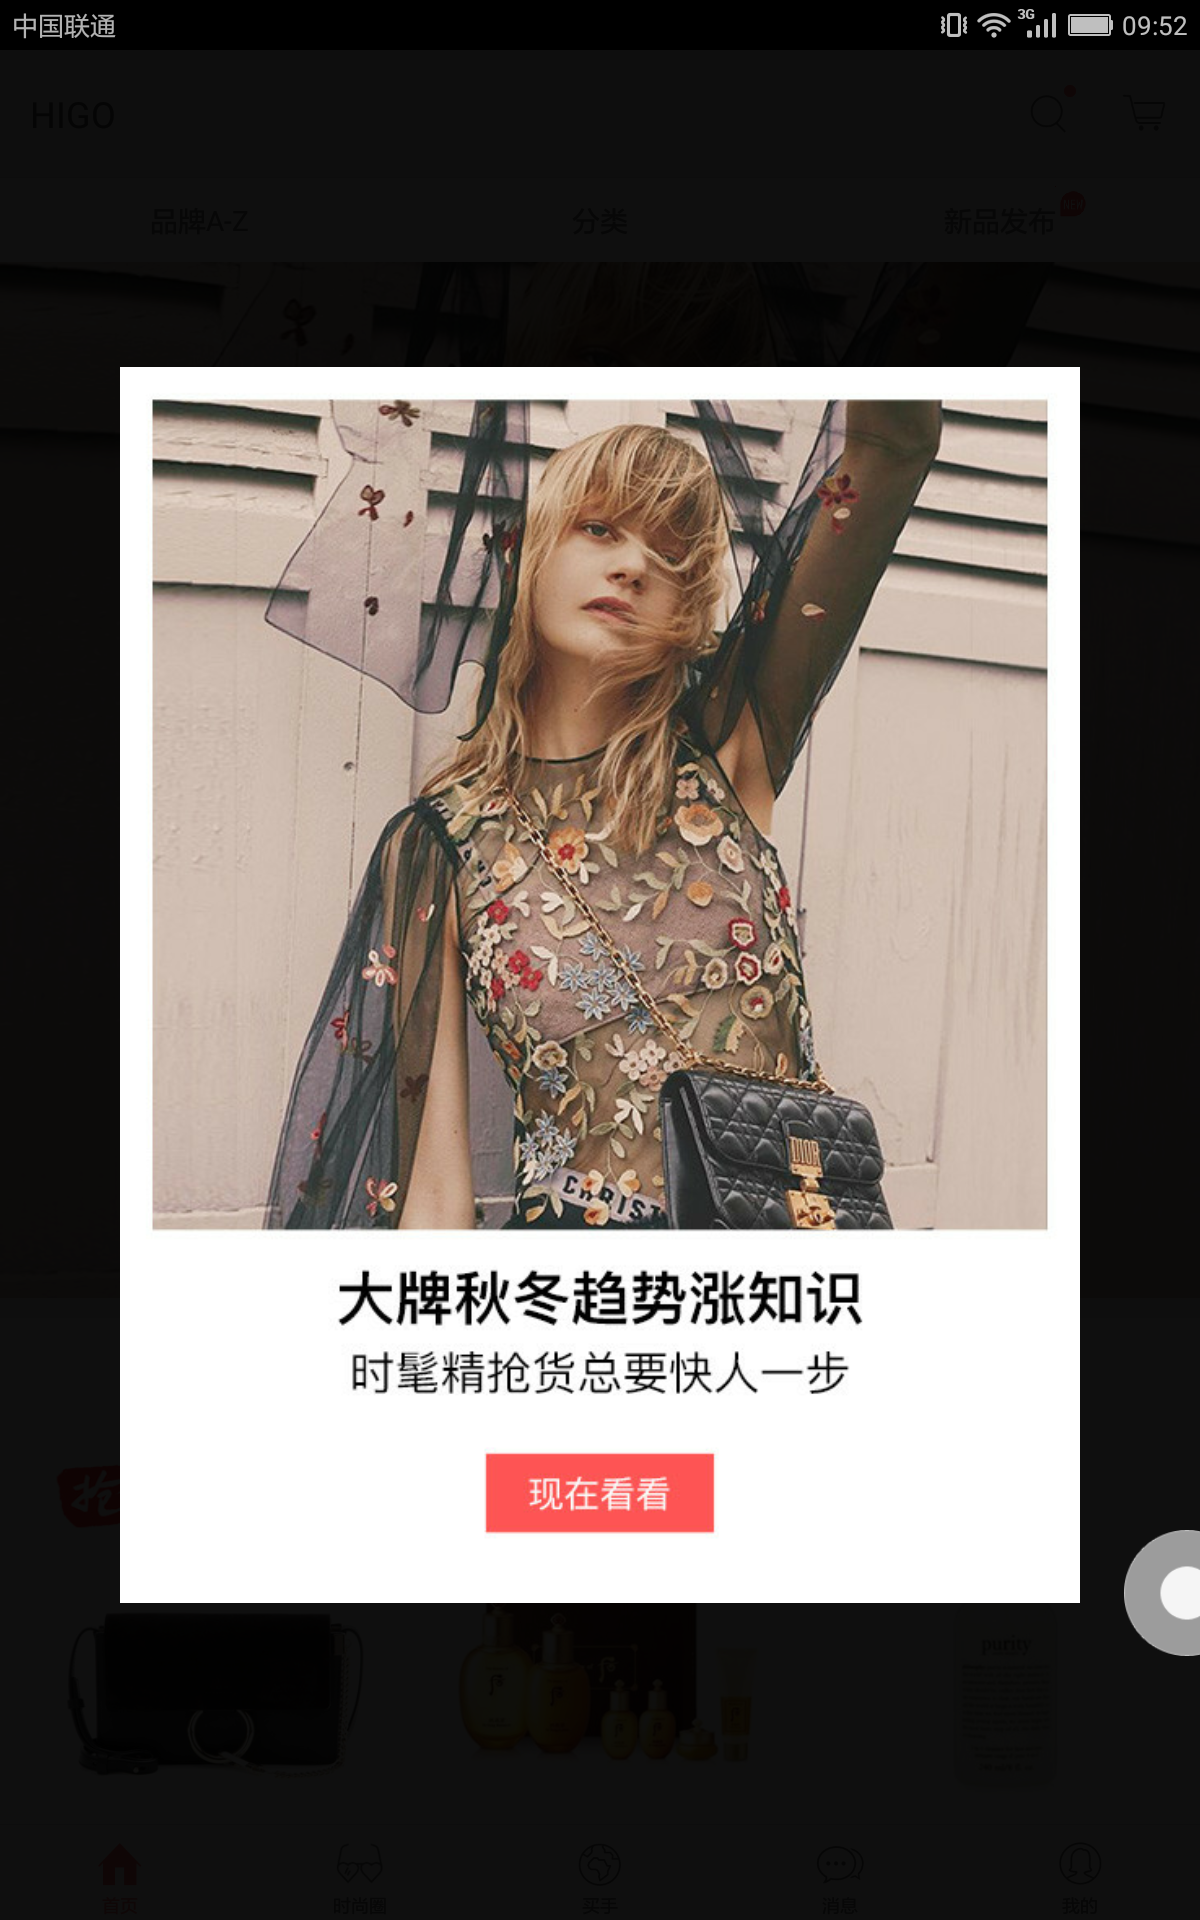 中国联通
3G
09:52
HIGO
品牌A-Z
分类
新品发布
DIOR
CHRIST
大牌秋冬趋势涨知识
时髦精抢货总要快人一步
现在看看
抢
purity
首页
时尚圈
买手
消息
我的